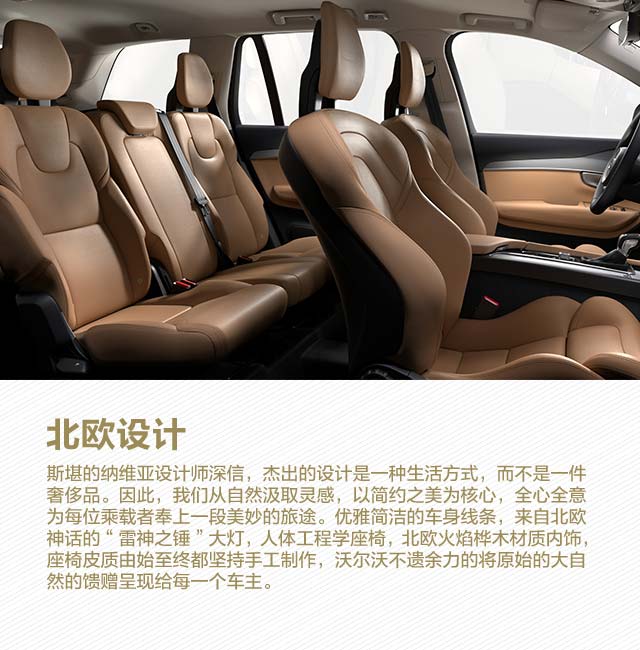 北欧设计
斯堪的纳维亚设计师深信，杰出的设计是一种生活方式，而不是一件
奢侈品。因此，我们从自然汲取灵感，以简约之美为核心，全心全意
为每位乘载者奉上一段美妙的旅途。优雅简洁的车身线条，来自北欧
神话的“雷神之锤”大灯，人体工程学座椅，北欧火焰桦木材质内饰，
座椅皮质由始至终都坚持手工制作，沃尔沃不遗余力的将原始的大自
然的馈赠呈现给每一个车主。